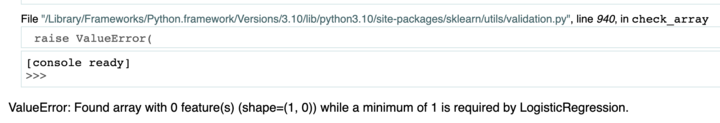 File "/Library/Frameworks/Python.framework/Versions/3.10/lib/python3.10/site-packages/sklearn/utils/validation.py", line 940, in check_array
raise ValueError(
[console ready]
>>>
ValueError: Found array with 0 feature(s) (shape=(1, 0)) while a minimum of 1 is required by LogisticRegression.